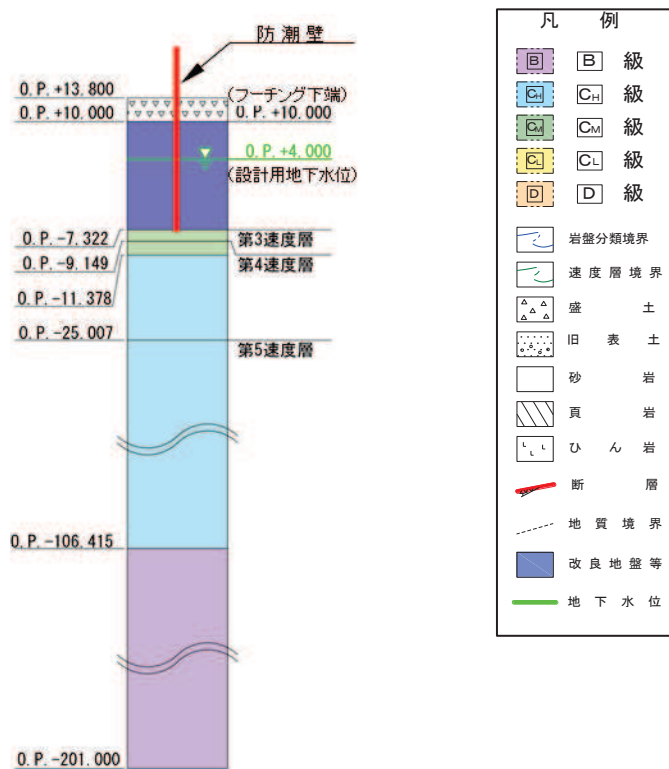 防潮壁
O.P.+13.800
(フーチング下端)
O.P.+10.000
O.P.+10.000
O.P.+4.000
(設計用地下水位)
O.P.-7.322
第3速度層
O.P.-9.149
第4速度層
O.P.-11.378
O.P.-25.007
第5速度層
O.P.-106.415
O.P.-201.000
凡例
B B 級
CH CH 級
CM CM 級
CL CL 級
D D 級
岩盤分類境界
速度層境界
盛土
旧表土
砂岩
頁岩
ひん岩
断層
地質境界
改良地盤等
地下水位